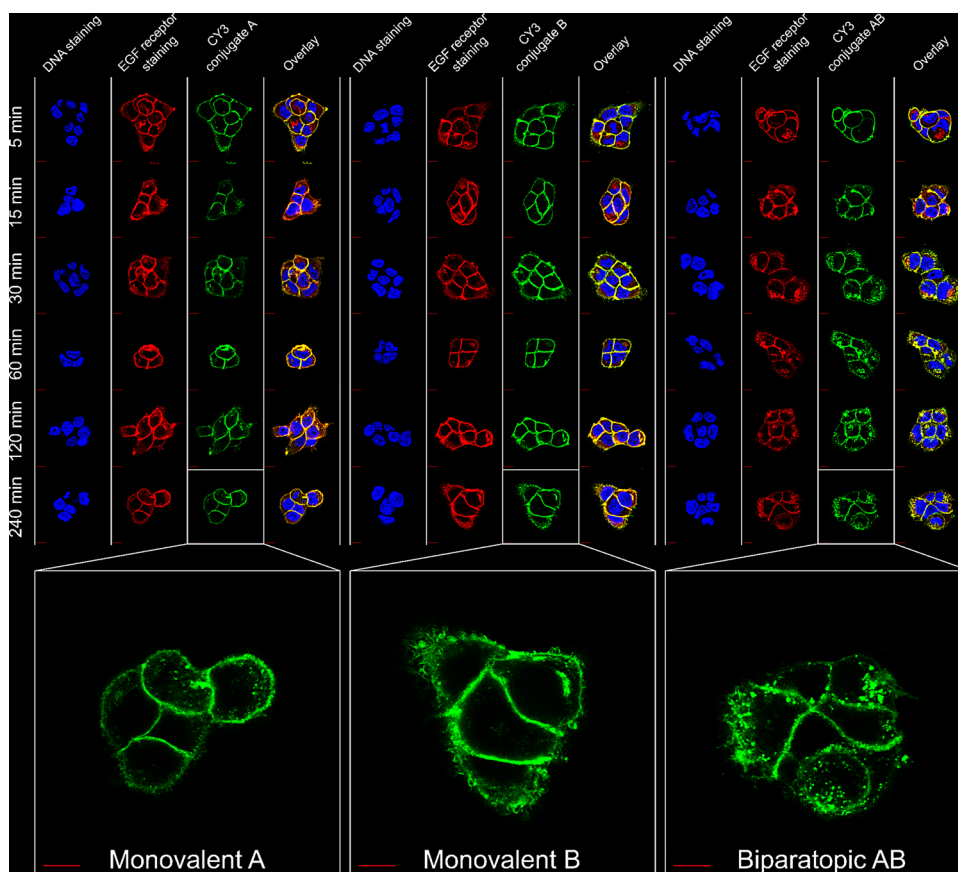 DNA staining
EGF receptor
staining
CY3
conjugate A
Overlay
DNA staining
EGF receptor
staining
CY3
conjugate B
Overlay
DNA staining
EGF receptor
staining
CY3
conjugate AB
Overlay
5 min
15 min
30 min
60 min
120 min
240 min
Monovalent A
Monovalent B
Biparatopic AB